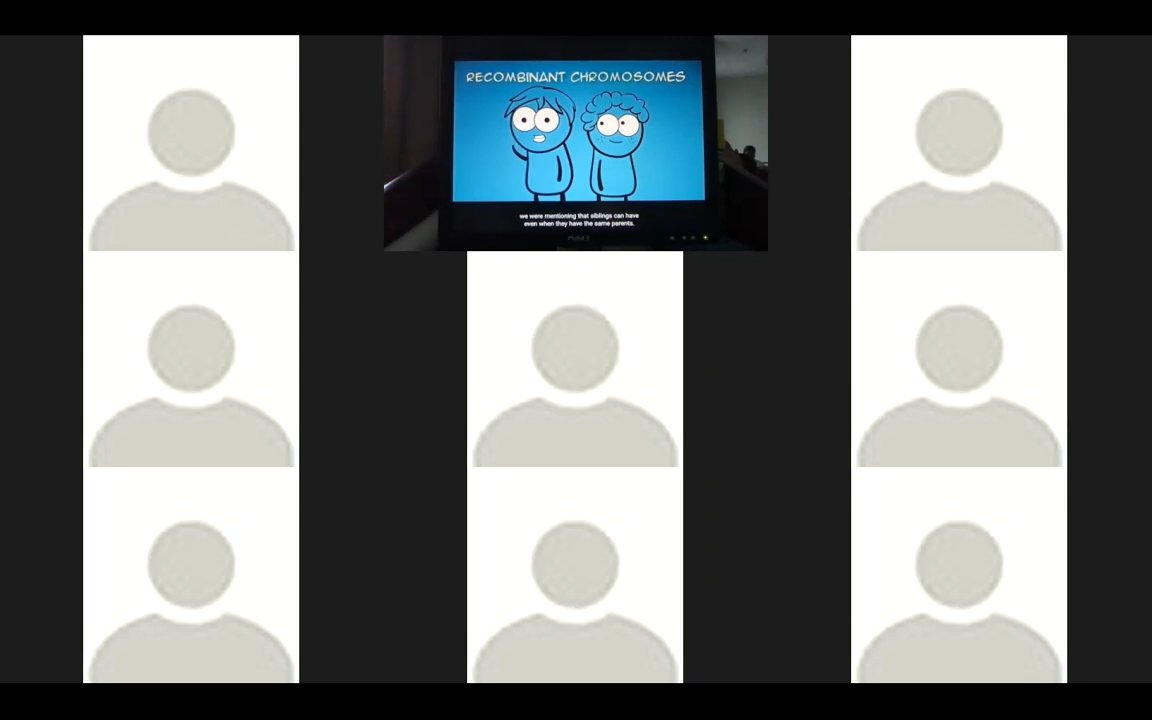 RECOMBINANT CHROMOSOMES
we were mentioning that siblings can have
even when they have the same parents.